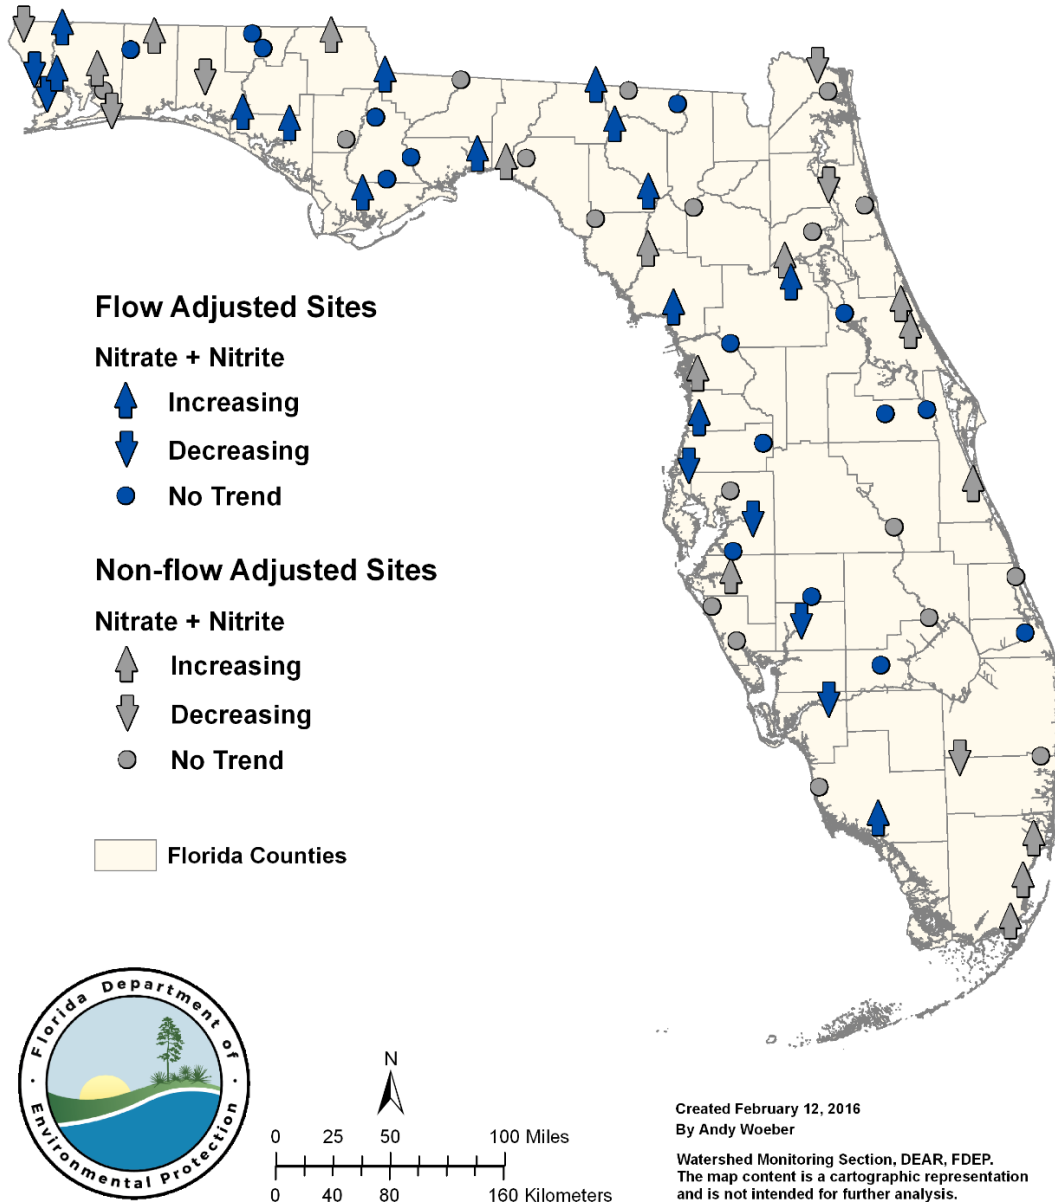 Flow Adjusted Sites
Nitrate + Nitrite
Increasing
Decreasing
No Trend
Non-flow Adjusted Sites
Nitrate + Nitrite
Increasing
Decreasing
No Trend
Florida Counties
Florida Department of
Environmental Protection
N
0 25 50 100 Miles
0 40 80 160 Kilometers
Created February 12, 2016
By Andy Woeber
Watershed Monitoring Section, DEAR, FDEP.
The map content is a cartographic representation
and is not intended for further analysis.